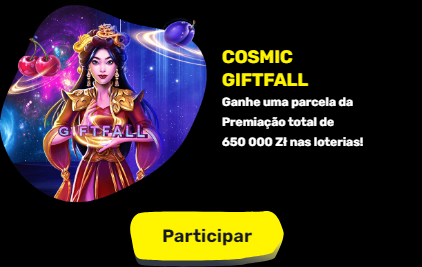 COSMIC
GIFTFALL
Ganhe uma parcela da
Premiação total de
650 000 Zł nas loterias!
GIFTFALL
Participar